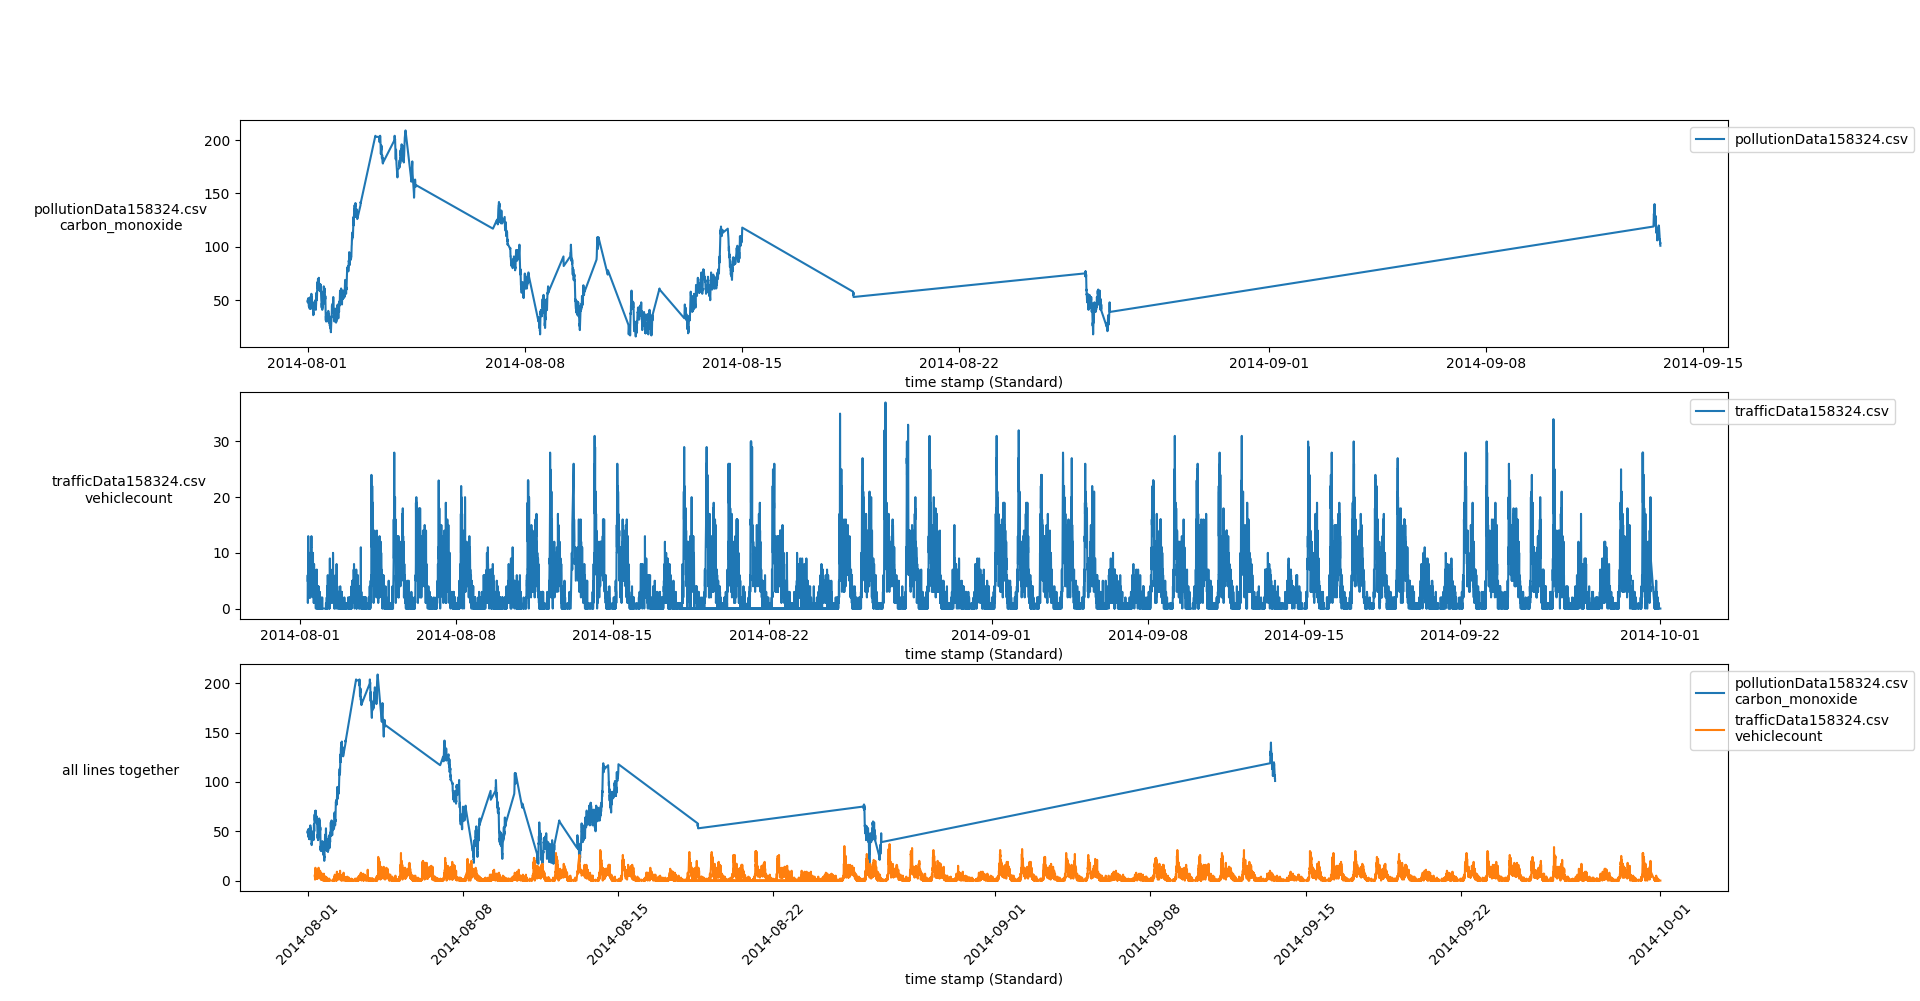 pollutionData158324.csv
carbon_monoxide
200
150
100
50
pollutionData158324.csv
2014-08-01 2014-08-08 2014-08-15 2014-08-22 2014-09-01 2014-09-08 2014-09-15
time stamp (Standard)
trafficData158324.csv
vehiclecount
30
20
10
0
trafficData158324.csv
2014-08-01 2014-08-08 2014-08-15 2014-08-22 2014-09-01 2014-09-08 2014-09-15 2014-09-22 2014-10-01
time stamp (Standard)
all lines together
200
150
100
50
0
pollutionData158324.csv
carbon_monoxide
trafficData158324.csv
vehiclecount
2014-08-01 2014-08-08 2014-08-15 2014-08-22 2014-09-01 2014-09-08 2014-09-15 2014-09-22 2014-10-01
time stamp (Standard)